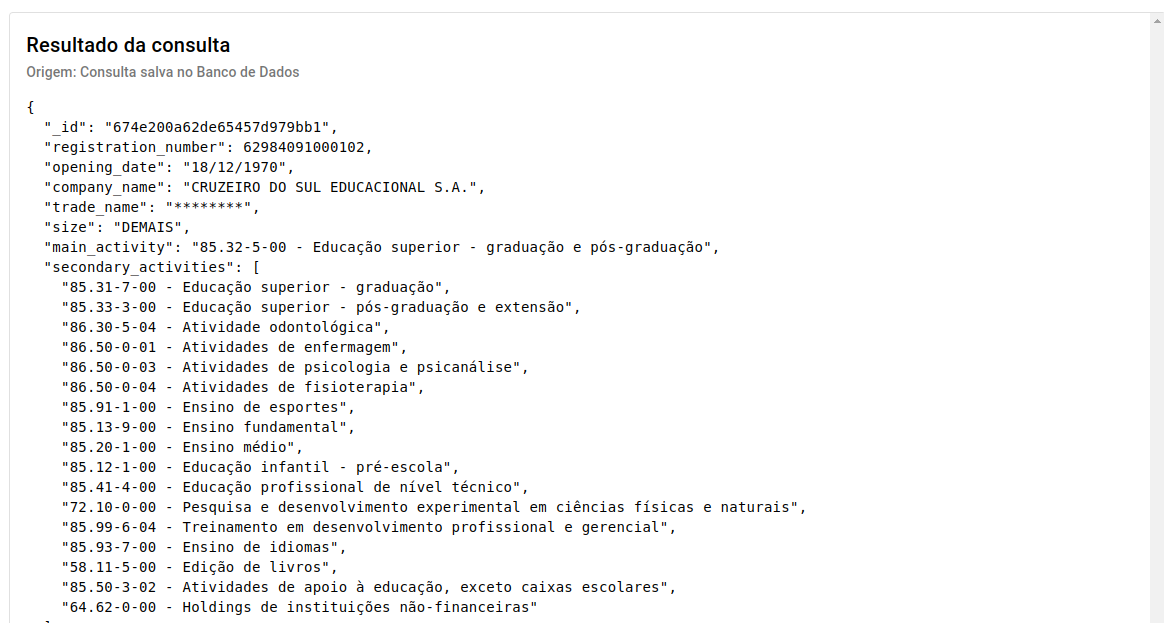 Resultado da consulta
Origem: Consulta salva no Banco de Dados
{
"_id": "674e200a62de65457d979bb1",
"registration_number": 62984091000102,
"opening_date": "18/12/1970",
"company_name": "CRUZEIRO DO SUL EDUCACIONAL S.A.",
"trade_name": "********",
"size": "DEMAIS",
"main_activity": "85.32-5-00 - Educação superior - graduação e pós-graduação",
"secondary_activities": [
"85.31-7-00 - Educação superior - graduação",
"85.33-3-00 - Educação superior - pós-graduação e extensão",
"86.30-5-04 - Atividade odontológica",
"86.50-0-01 - Atividades de enfermagem",
"86.50-0-03 - Atividades de psicologia e psicanálise",
"86.50-0-04 - Atividades de fisioterapia",
"85.91-1-00 - Ensino de esportes",
"85.13-9-00 - Ensino fundamental",
"85.20-1-00 - Ensino médio",
"85.12-1-00 - Educação infantil - pré-escola",
"85.41-4-00 - Educação profissional de nível técnico",
"72.10-0-00 - Pesquisa e desenvolvimento experimental em ciências físicas e naturais",
"85.99-6-04 - Treinamento em desenvolvimento profissional e gerencial",
"85.93-7-00 - Ensino de idiomas",
"58.11-5-00 - Edição de livros",
"85.50-3-02 - Atividades de apoio à educação, exceto caixas escolares",
"64.62-0-00 - Holdings de instituições não-financeiras"